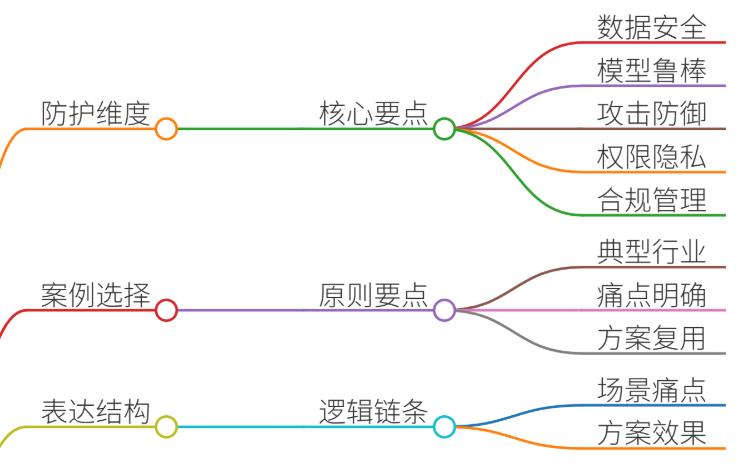 防护维度
核心要点
数据安全
模型鲁棒
攻击防御
权限隐私
合规管理
案例选择
原则要点
典型行业
痛点明确
方案复用
表达结构
逻辑链条
场景痛点
方案效果